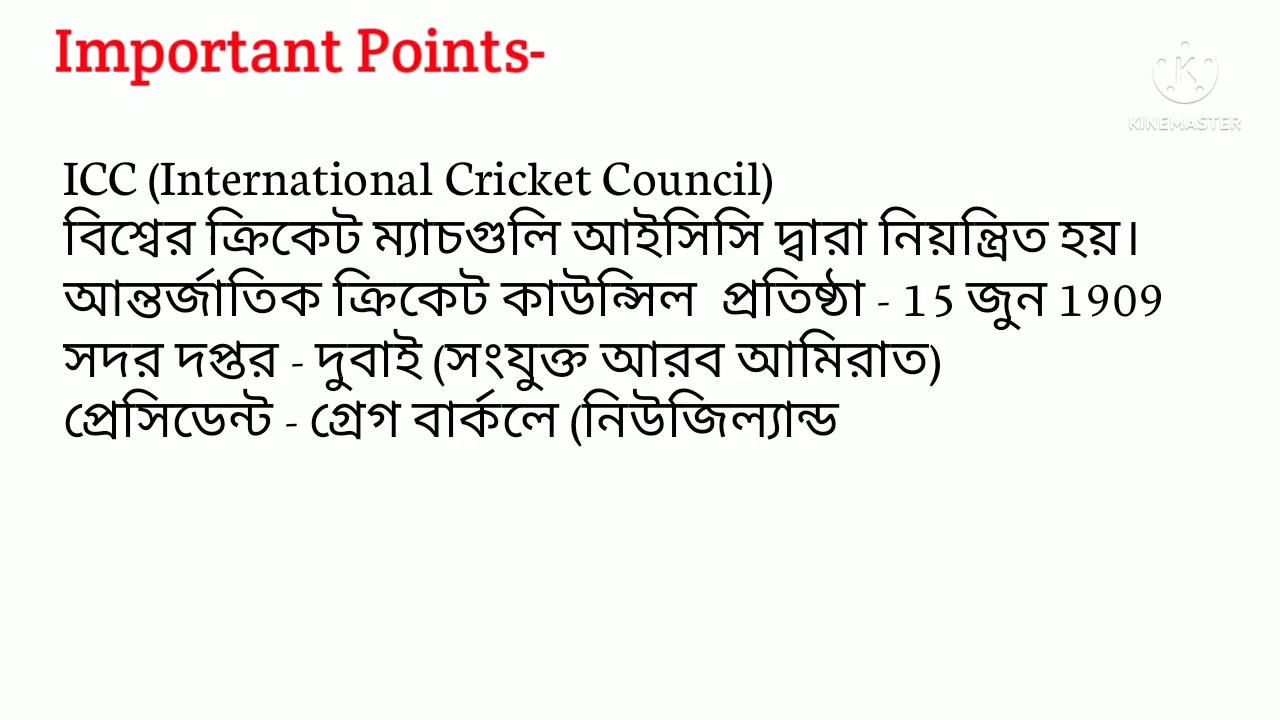 Important Points-
KINEMASTER
ICC (International Cricket Council)
বিশ্বের ক্রিকেট ম্যাচগুলি আইসিসি দ্বারা নিয়ন্ত্রিত হয়।
আন্তর্জাতিক ক্রিকেট কাউন্সিল প্রতিষ্ঠা - 15 জুন 1909
সদর দপ্তর - দুবাই (সংযুক্ত আরব আমিরাত)
প্রেসিডেন্ট - গ্রেগ বার্কলে (নিউজিল্যান্ড